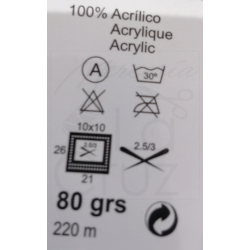 100% Acrílico
Acrylique
Acrylic
A
30°
10x10
26
2.5/3
2.5/3
21
80 grs
220 m